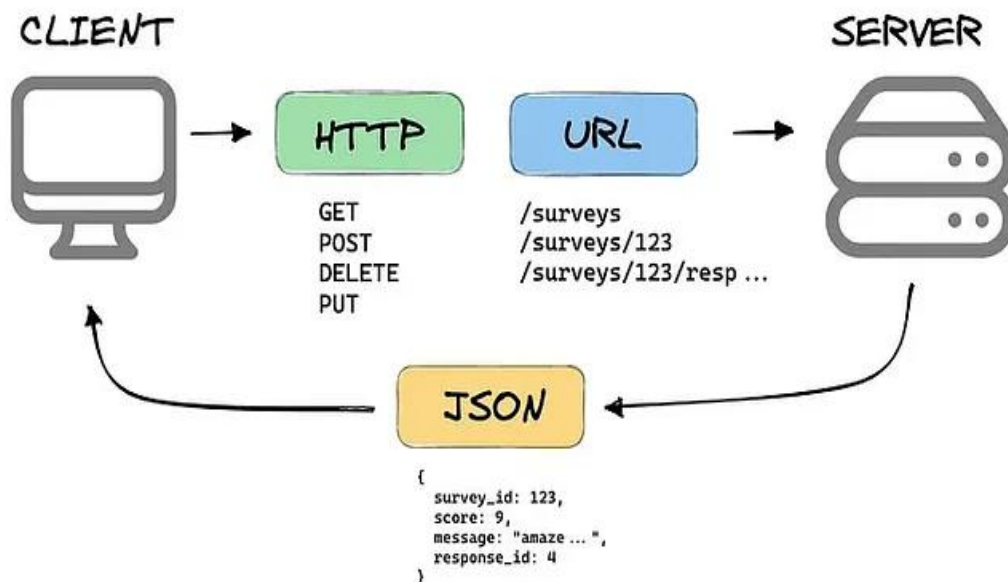 CLIENT
SERVER
HTTP
URL
GET
POST
DELETE
PUT
/surveys
/surveys/123
/surveys/123/resp ...
JSON
{
survey_id: 123,
score: 9,
message: "amaze ... ",
response_id: 4
}